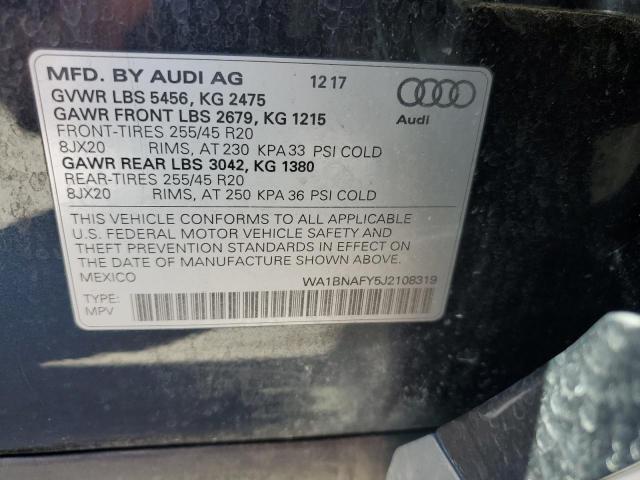 MFD. BY AUDI AG 12 17
GVWR LBS 5456, KG 2475
GAWR FRONT LBS 2679, KG 1215
FRONT-TIRES 255/45 R20
8JX20 RIMS, AT 230 KPA 33 PSI COLD
GAWR REAR LBS 3042, KG 1380
REAR-TIRES 255/45 R20
8JX20 RIMS, AT 250 KPA 36 PSI COLD
Audi
THIS VEHICLE CONFORMS TO ALL APPLICABLE
U.S. FEDERAL MOTOR VEHICLE SAFETY AND
THEFT PREVENTION STANDARDS IN EFFECT ON
THE DATE OF MANUFACTURE SHOWN ABOVE.
MEXICO WA1BNAFY5J2108319
TYPE:
MPV